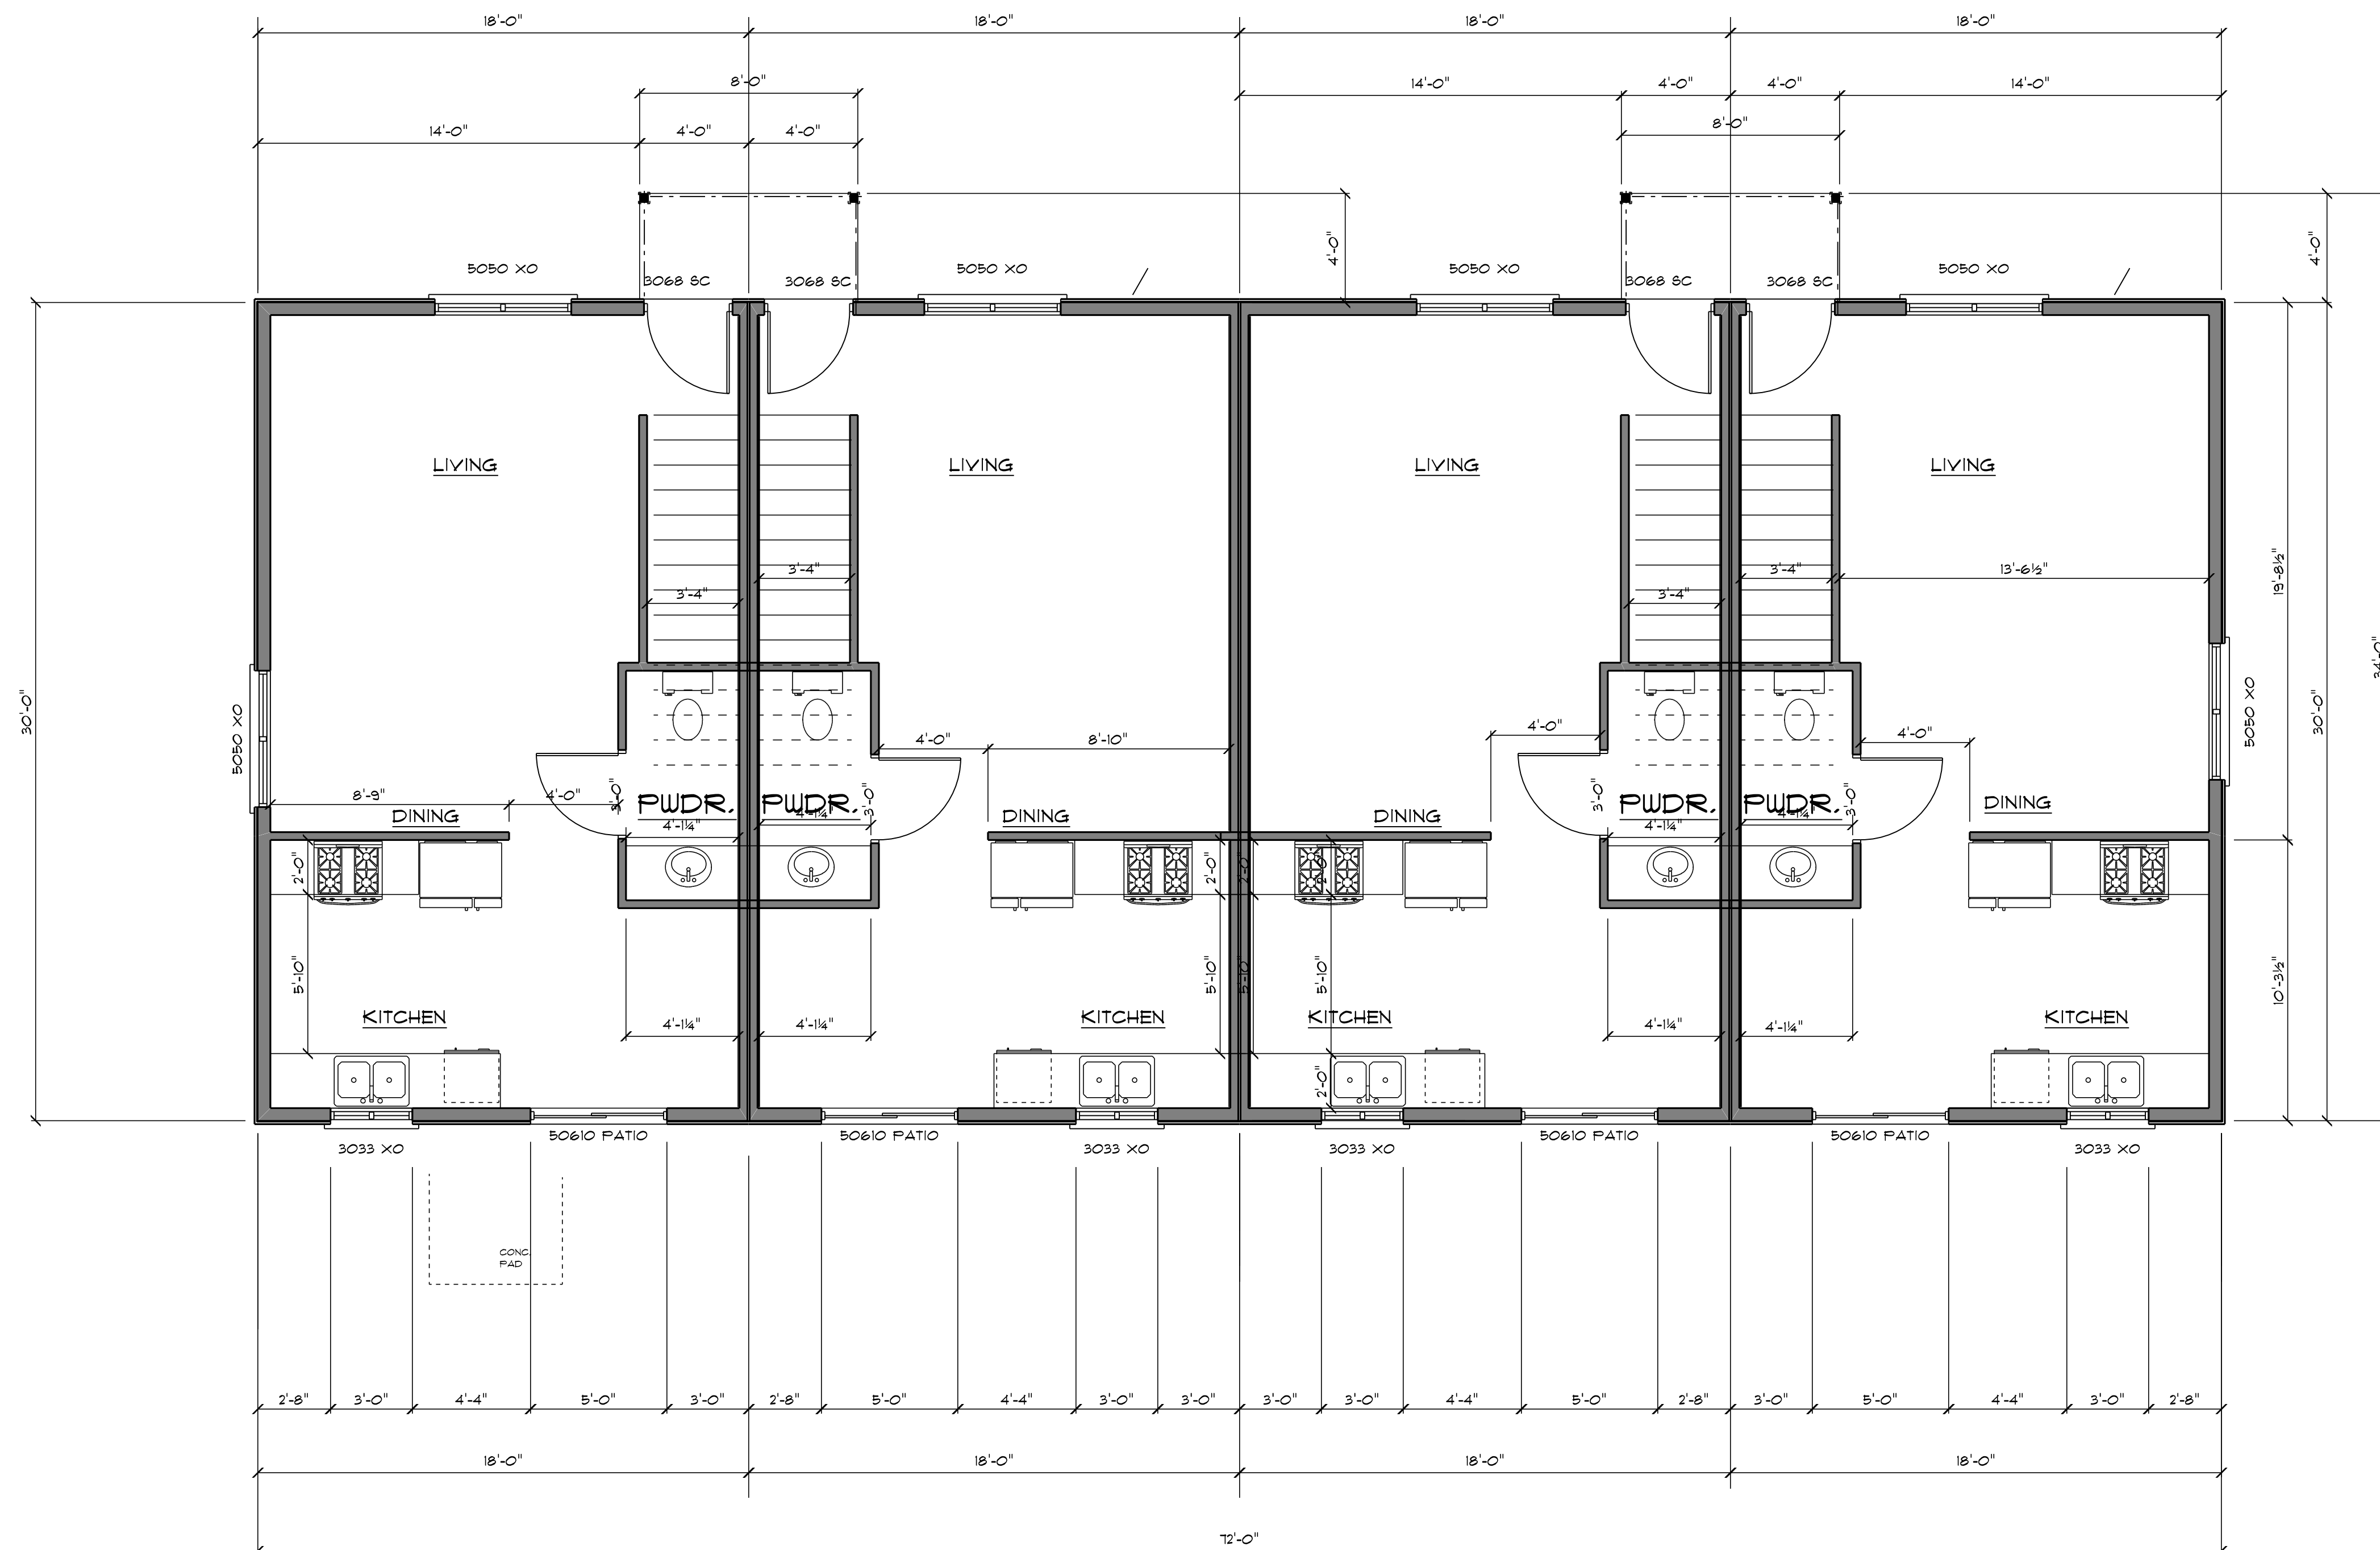 18'-0" 18'-0" 18'-0" 18'-0"
8'-0" 14'-0" 4'-0" 4'-0" 14'-0"
14'-0" 4'-0" 4'-0" 8'-0"
4'-0" 4'-0"
5050 XO 5050 XO 5050 XO 5050 XO
3068 SC 3068 SC 3068 SC 3068 SC
LIVING LIVING LIVING LIVING
3'-4" 3'-4" 13'-6½" 19'-8½"
3'-4" 3'-4"
30'-0" 30'-0" 34'-0"
5050 XO 5050 XO
4'-0" 8'-10" 4'-0" 4'-0"
8'-9" 4'-0" 3'-0" 3'-0" 3'-0" 3'-0"
PWDR. PWDR. PWDR. PWDR.
DINING DINING DINING DINING
4'-1¼" 4'-1¼" 4'-1¼" 4'-1¼"
2'-0" 2'-0" 2'-0" 2'-0"
5'-10" 5'-10" 5'-10" 5'-10" 10'-3½"
KITCHEN KITCHEN KITCHEN KITCHEN
4'-1¼" 4'-1¼" 4'-1¼" 4'-1¼"
2'-0"
50610 PATIO 50610 PATIO 50610 PATIO 50610 PATIO
3033 XO 3033 XO 3033 XO 3033 XO
CONC.
PAD
2'-8" 3'-0" 4'-4" 5'-0" 3'-0" 2'-8" 5'-0" 4'-4" 3'-0" 3'-0" 3'-0" 3'-0" 4'-4" 5'-0" 2'-8" 3'-0" 5'-0" 4'-4" 3'-0" 2'-8"
18'-0" 18'-0" 18'-0" 18'-0"
72'-0"